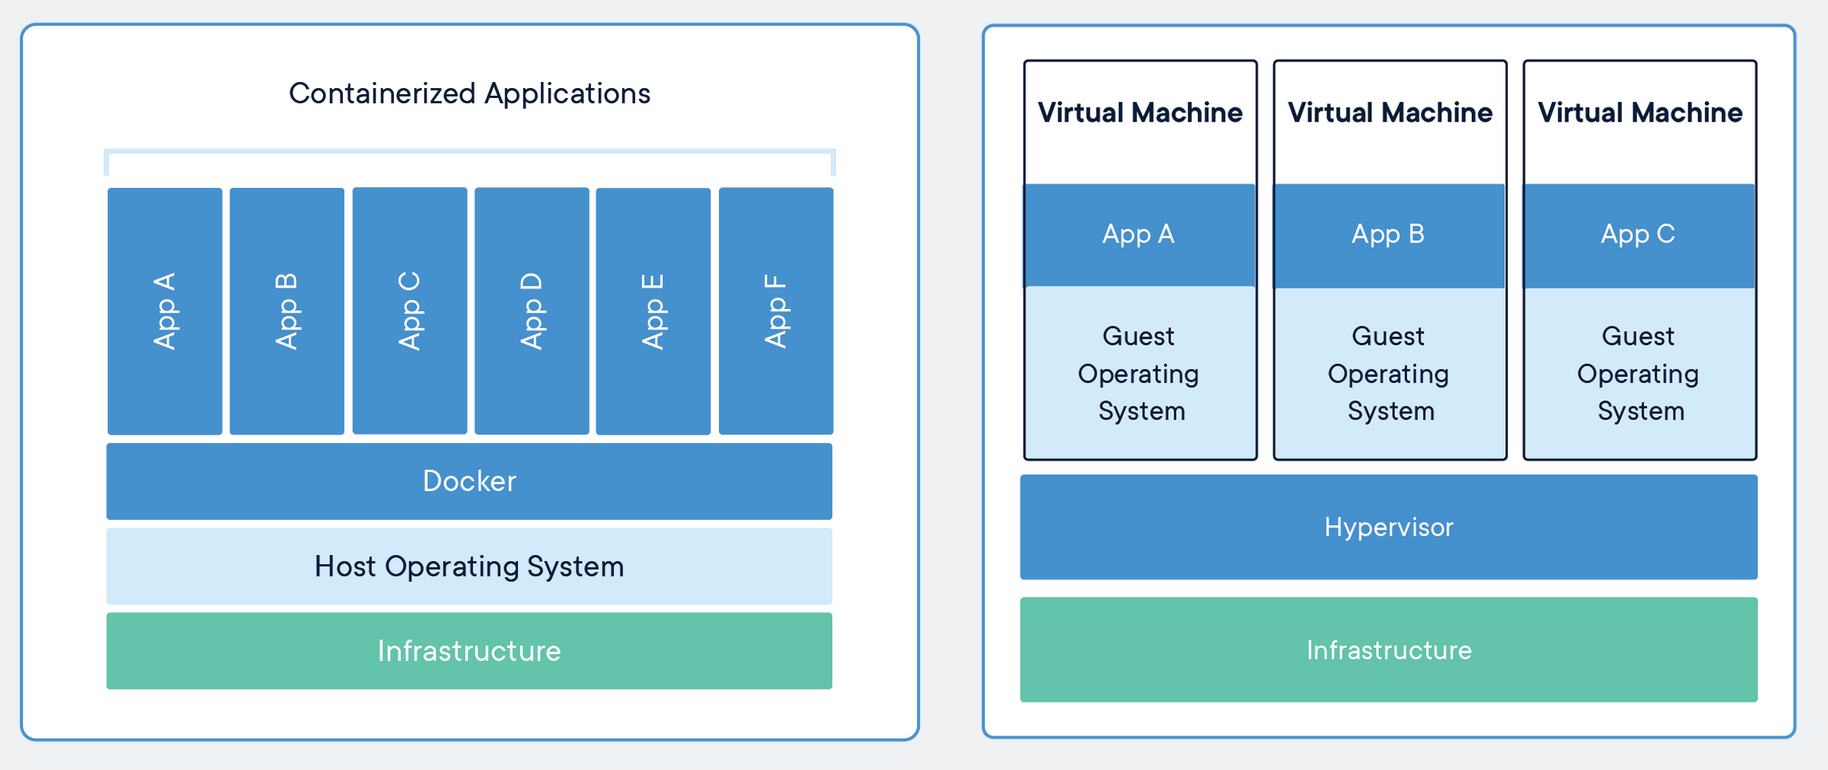 Containerized Applications
App A
App B
App C
App D
App E
App F
Docker
Host Operating System
Infrastructure
Virtual Machine
App A
Guest
Operating
System
Virtual Machine
App B
Guest
Operating
System
Virtual Machine
App C
Guest
Operating
System
Hypervisor
Infrastructure